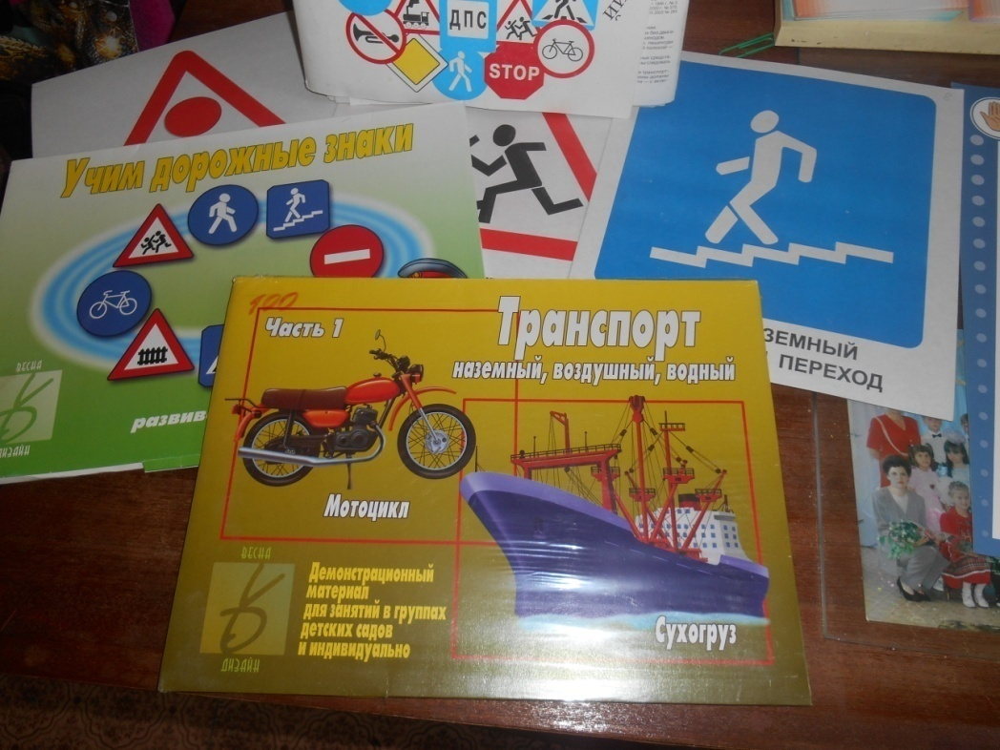 ДПС
STOP
Учим дорожные знаки
ВЕСНА
ДИЗАЙН
развив
ЗЕМНЫЙ
ПЕРЕХОД
100
Часть 1
Транспорт
наземный, воздушный, водный
Мотоцикл
Сухогруз
ВЕСНА
ДИЗАЙН
Демонстрационный
материал
для занятий в группах
детских садов
и индивидуально